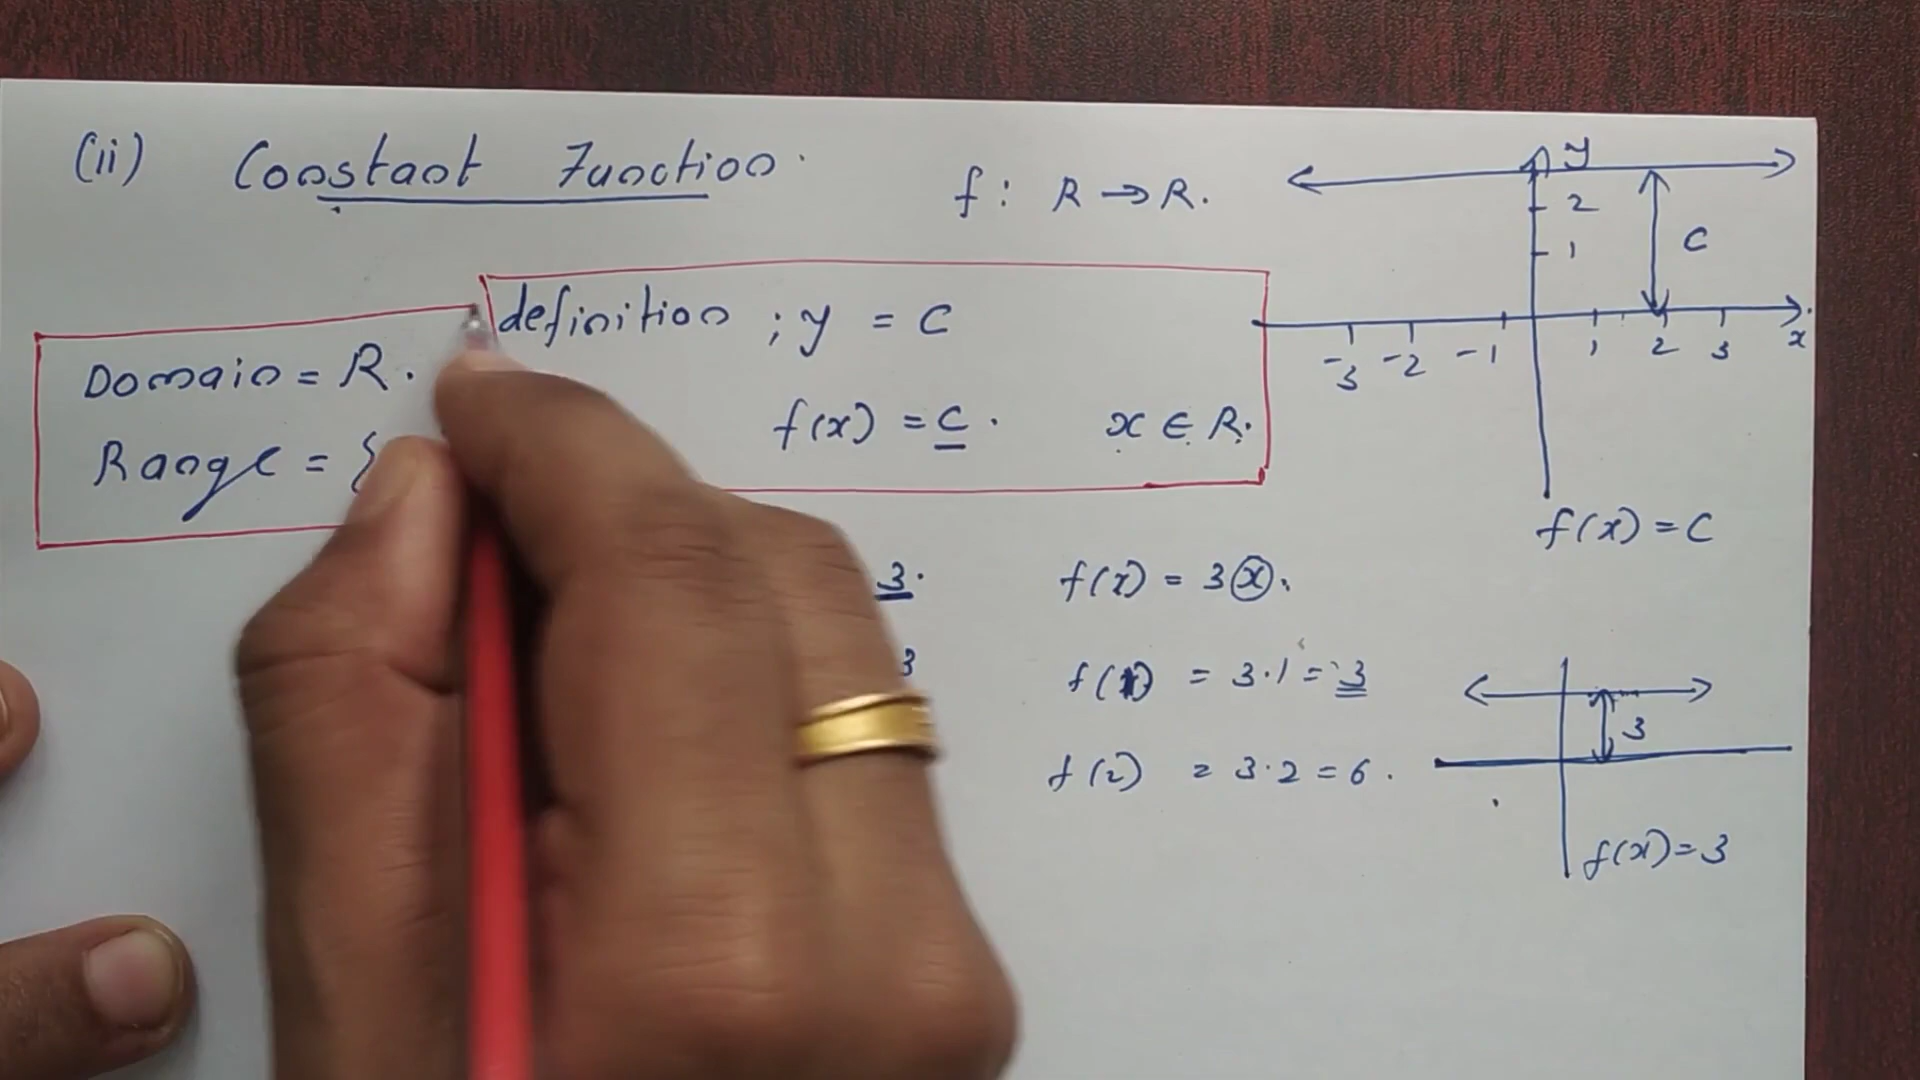 (ii) Constant Function.
f : R → R.
definition ; y = C
f(x) = C . x ∈ R.
Domain = R.
Range = {
3.
3
f(x) = 3x.
f(1) = 3.1 = 3
f(2) = 3.2 = 6.
y
2
1
C
-3 -2 -1 1 2 3 x
f(x) = C
3
f(x) = 3